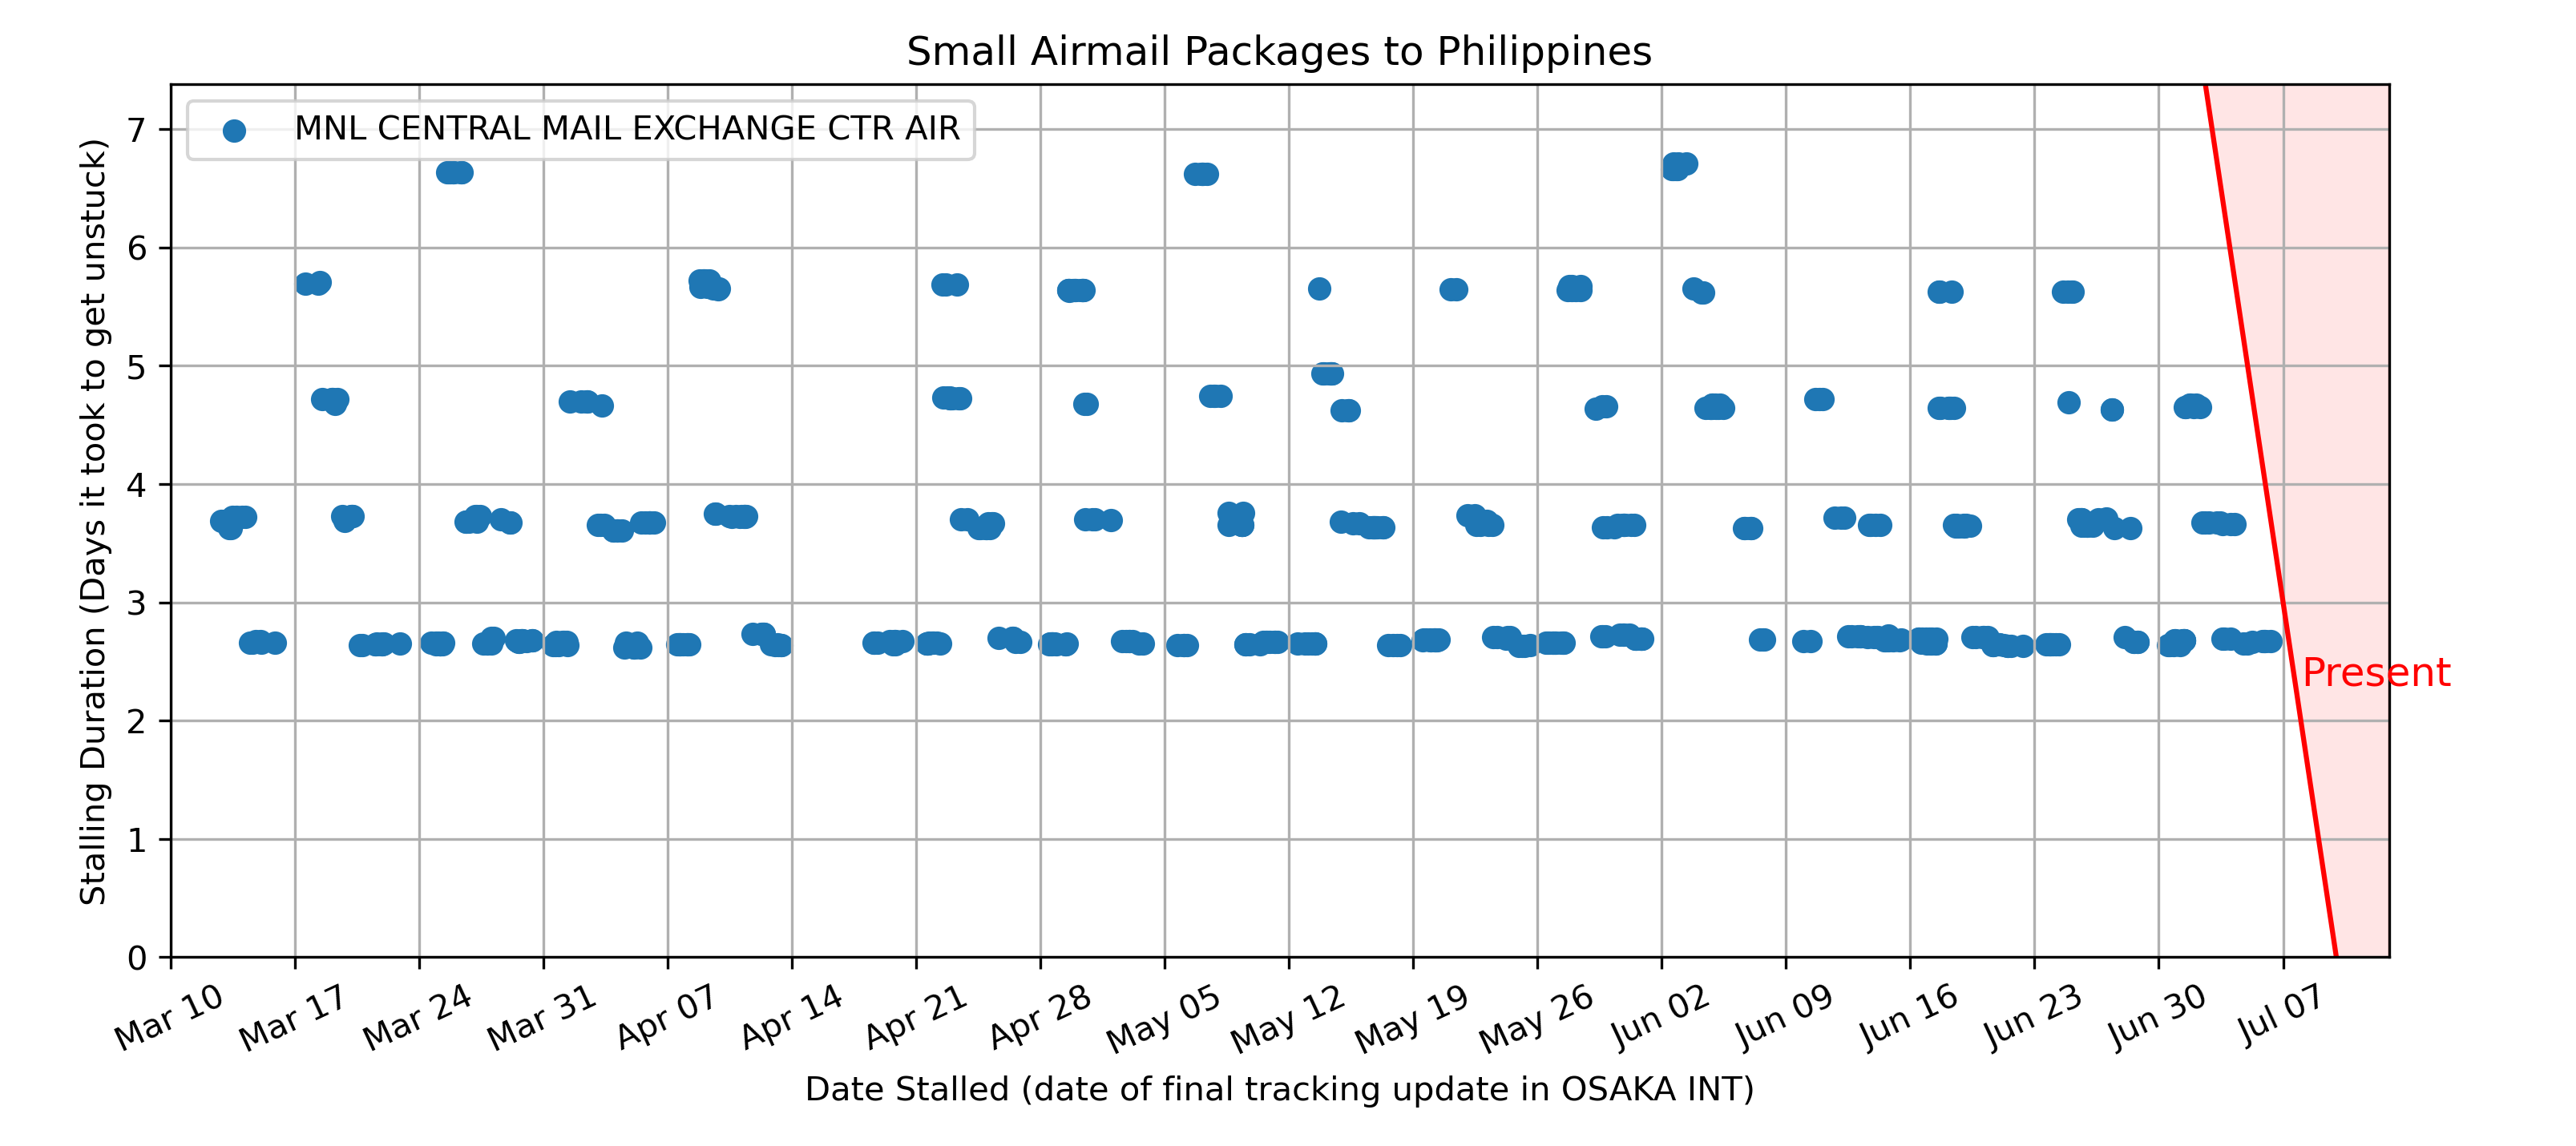 Small Airmail Packages to Philippines
MNL CENTRAL MAIL EXCHANGE CTR AIR
Stalling Duration (Days it took to get unstuck)
7
6
5
4
3
2
1
0
Present
Mar 10
Mar 17
Mar 24
Mar 31
Apr 07
Apr 14
Apr 21
Apr 28
May 05
May 12
May 19
May 26
Jun 02
Jun 09
Jun 16
Jun 23
Jun 30
Jul 07
Date Stalled (date of final tracking update in OSAKA INT)